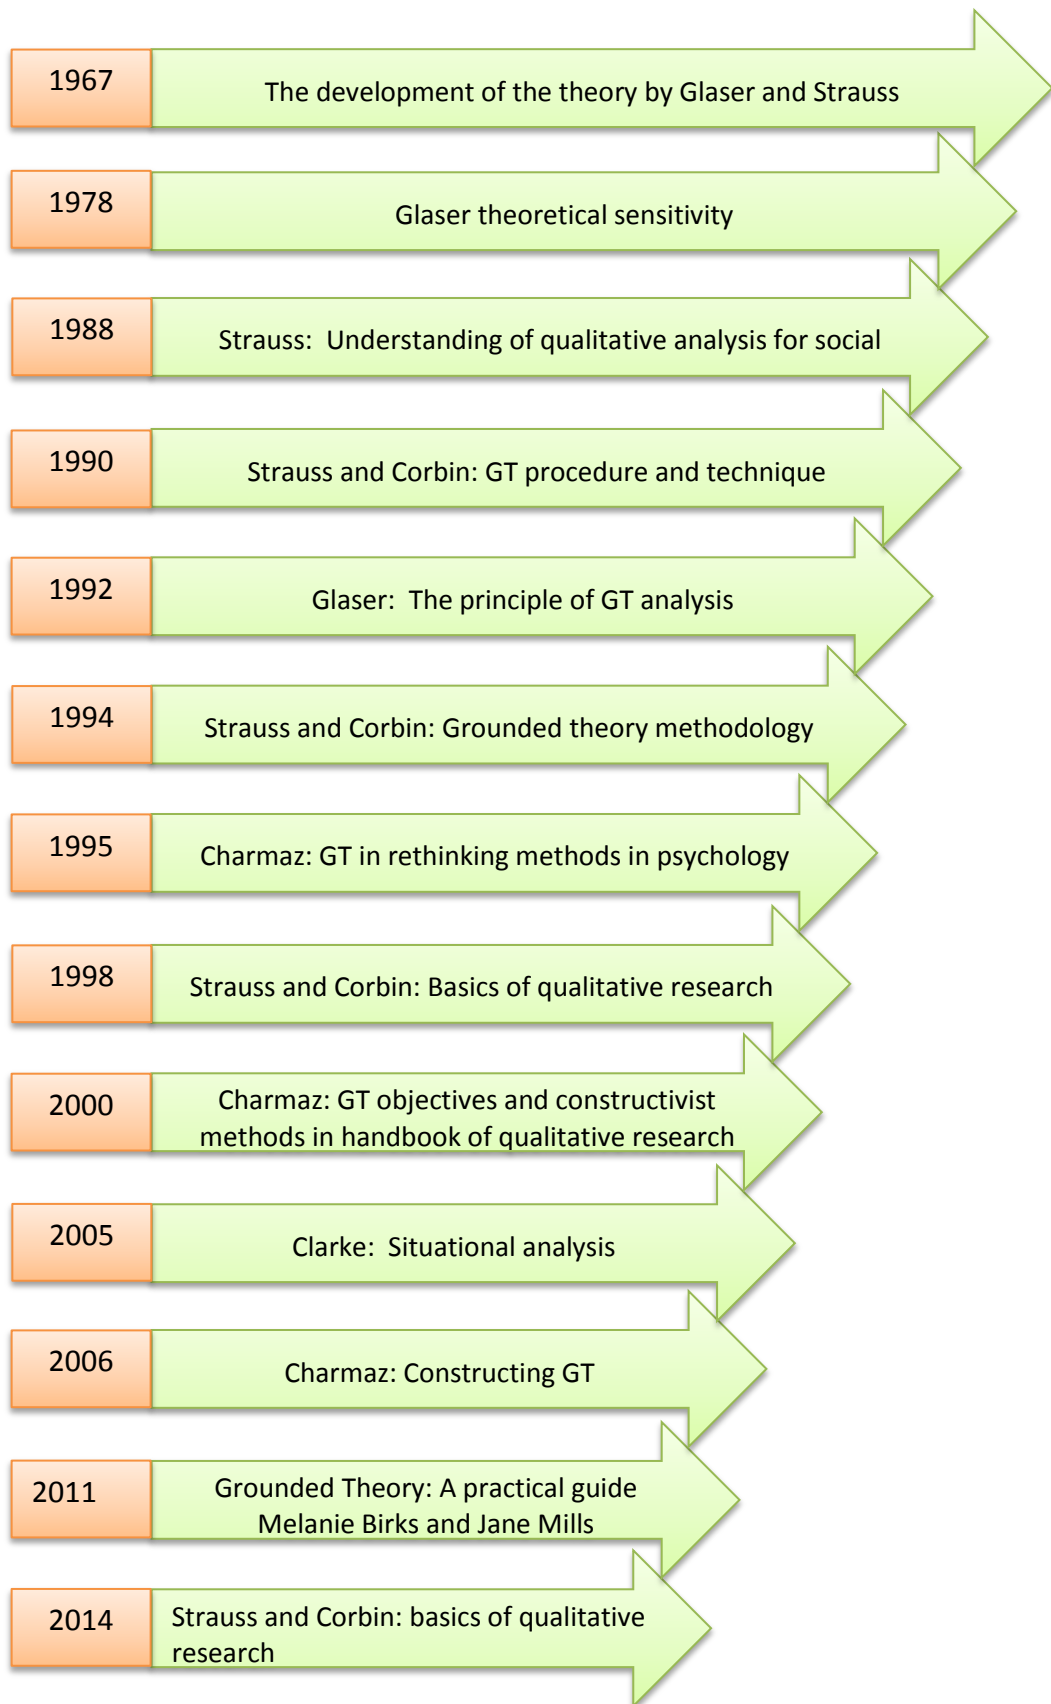 1967
The development of the theory by Glaser and Strauss
1978
Glaser theoretical sensitivity
1988
Strauss:  Understanding of qualitative analysis for social
1990
Strauss and Corbin: GT procedure and technique
1992
Glaser:  The principle of GT analysis
1994
Strauss and Corbin: Grounded theory methodology
1995
Charmaz: GT in rethinking methods in psychology
1998
Strauss and Corbin: Basics of qualitative research
2000
Charmaz: GT objectives and constructivist
methods in handbook of qualitative research
2005
Clarke:  Situational analysis
2006
Charmaz: Constructing GT
2011
Grounded Theory: A practical guide
Melanie Birks and Jane Mills
2014
Strauss and Corbin: basics of qualitative
research